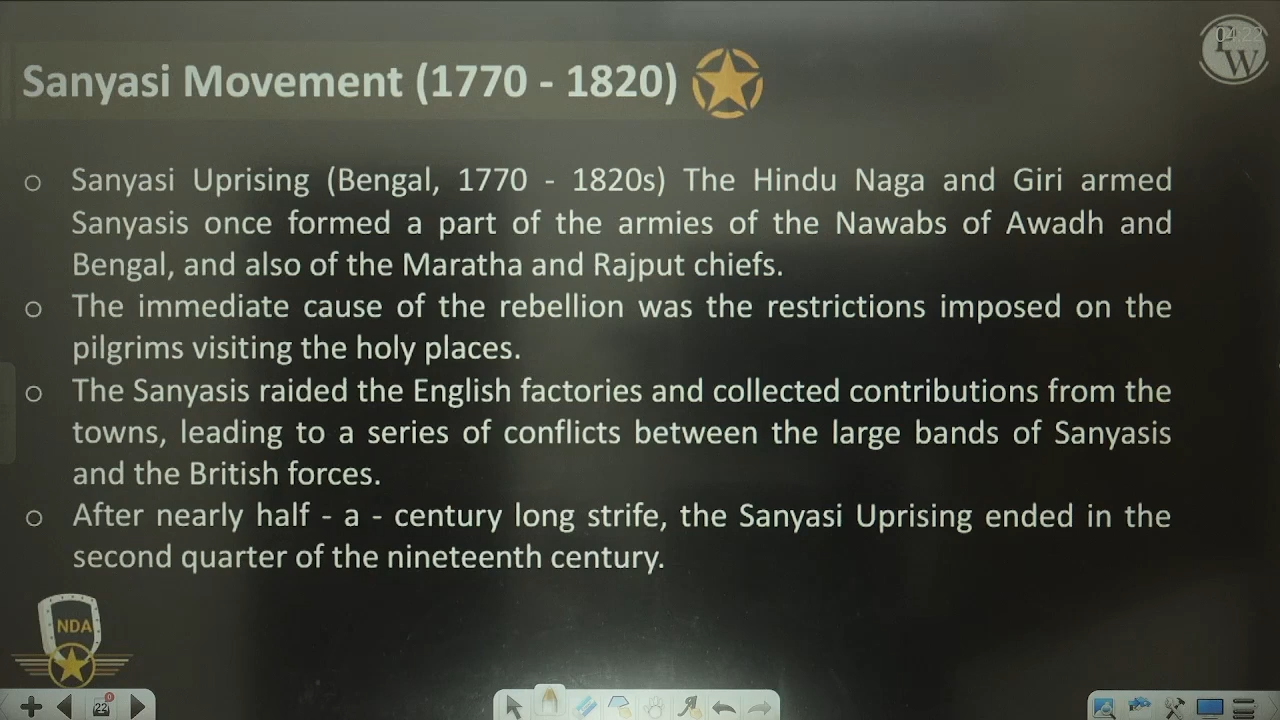 Sanyasi Movement (1770 - 1820)
o Sanyasi Uprising (Bengal, 1770 - 1820s) The Hindu Naga and Giri armed
Sanyasis once formed a part of the armies of the Nawabs of Awadh and
Bengal, and also of the Maratha and Rajput chiefs.
o The immediate cause of the rebellion was the restrictions imposed on the
pilgrims visiting the holy places.
o The Sanyasis raided the English factories and collected contributions from the
towns, leading to a series of conflicts between the large bands of Sanyasis
and the British forces.
o After nearly half - a - century long strife, the Sanyasi Uprising ended in the
second quarter of the nineteenth century.
NDA
22
PW